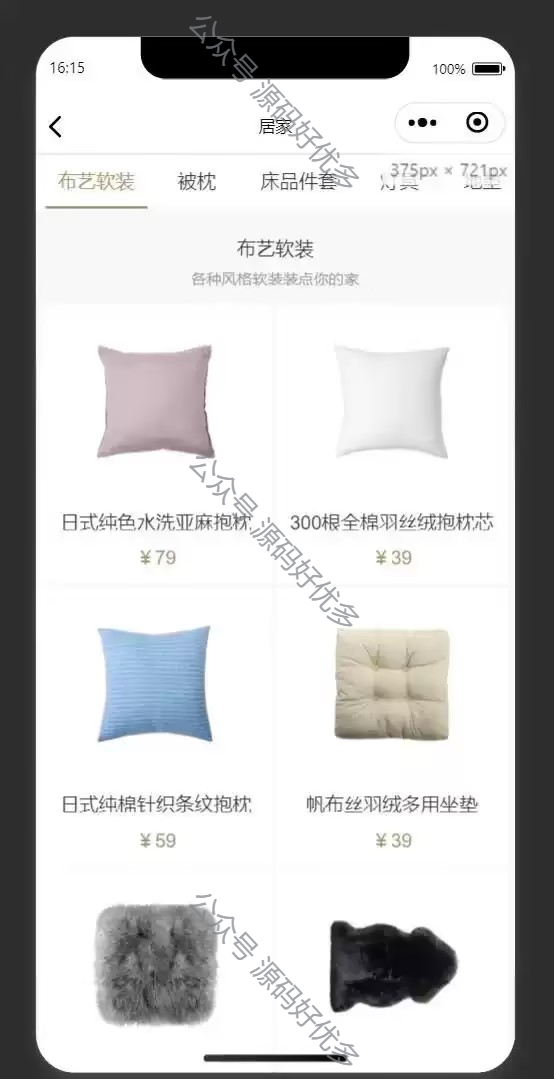 16:15
100%
居家
布艺软装 被枕 床品件套 灯具 地垫
375px × 721px
布艺软装
各种风格软装装点你的家
日式纯色水洗亚麻抱枕 300根全棉羽丝绒抱枕芯
¥79 ¥39
日式纯棉针织条纹抱枕 帆布丝羽绒多用坐垫
¥59 ¥39
公众号 源码好优多
公众号 源码好优多
公众号 源码好优多